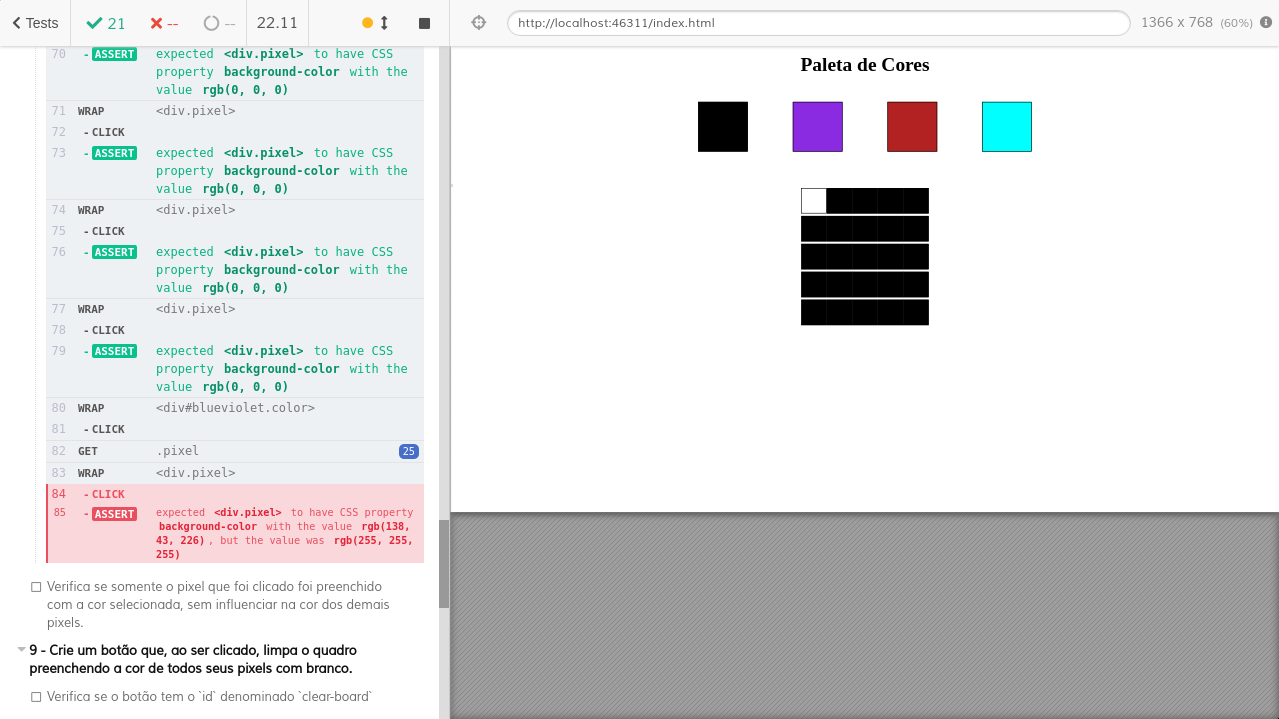 Tests
21
--
--
22.11
http://localhost:46311/index.html
1366 x 768 (60%)
70 - ASSERT expected <div.pixel> to have CSS
property background-color with the
value rgb(0, 0, 0)
71 WRAP <div.pixel>
72 - CLICK
73 - ASSERT expected <div.pixel> to have CSS
property background-color with the
value rgb(0, 0, 0)
74 WRAP <div.pixel>
75 - CLICK
76 - ASSERT expected <div.pixel> to have CSS
property background-color with the
value rgb(0, 0, 0)
77 WRAP <div.pixel>
78 - CLICK
79 - ASSERT expected <div.pixel> to have CSS
property background-color with the
value rgb(0, 0, 0)
80 WRAP <div#blueviolet.color>
81 - CLICK
82 GET .pixel 25
83 WRAP <div.pixel>
84 - CLICK
85 - ASSERT expected <div.pixel> to have CSS property
background-color with the value rgb(138,
43, 226), but the value was rgb(255, 255,
255)
Verifica se somente o pixel que foi clicado foi preenchido
com a cor selecionada, sem influenciar na cor dos demais
pixels.
9 - Crie um botão que, ao ser clicado, limpa o quadro
preenchendo a cor de todos seus pixels com branco.
Verifica se o botão tem o `id` denominado `clear-board`
Paleta de Cores